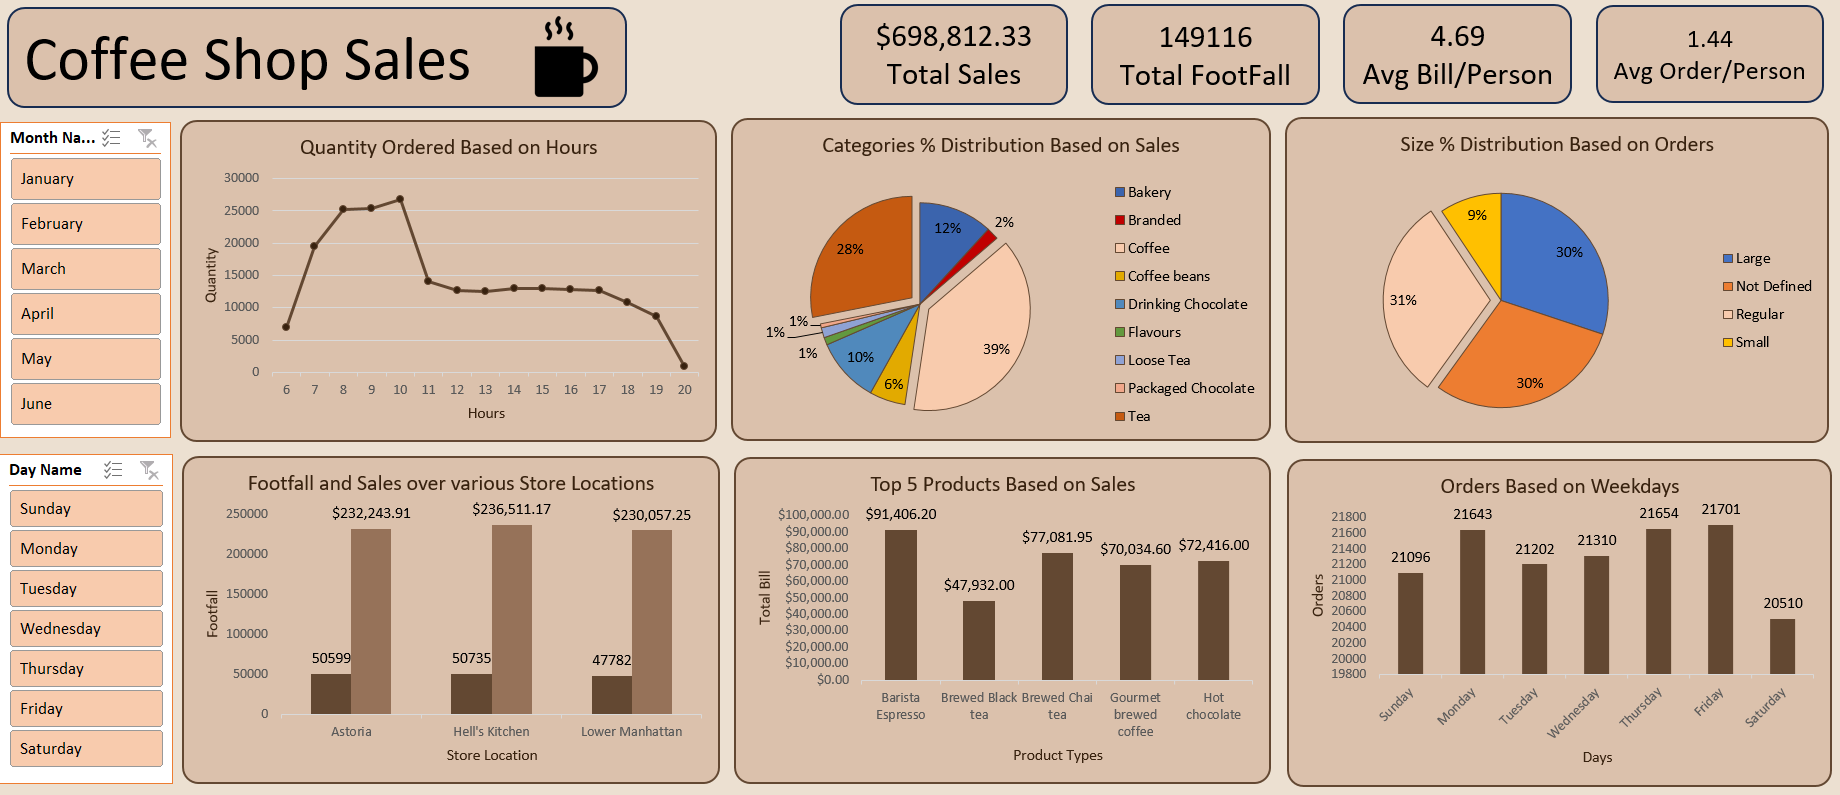 Coffee Shop Sales
$698,812.33
Total Sales
149116
Total FootFall
4.69
Avg Bill/Person
1.44
Avg Order/Person
Month Na...
January
February
March
April
May
June
Quantity Ordered Based on Hours
30000
25000
20000
15000
10000
5000
0
Quantity
6 7 8 9 10 11 12 13 14 15 16 17 18 19 20
Hours
Categories % Distribution Based on Sales
12%
2%
39%
6%
10%
1%
1%
1%
28%
Bakery
Branded
Coffee
Coffee beans
Drinking Chocolate
Flavours
Loose Tea
Packaged Chocolate
Tea
Size % Distribution Based on Orders
9%
30%
31%
30%
Large
Not Defined
Regular
Small
Day Name
Sunday
Monday
Tuesday
Wednesday
Thursday
Friday
Saturday
Footfall and Sales over various Store Locations
250000
200000
150000
100000
50000
0
Footfall
$232,243.91
$236,511.17
$230,057.25
50599
50735
47782
Astoria
Hell's Kitchen
Lower Manhattan
Store Location
Top 5 Products Based on Sales
$100,000.00
$90,000.00
$80,000.00
$70,000.00
$60,000.00
$50,000.00
$40,000.00
$30,000.00
$20,000.00
$10,000.00
$0.00
Total Bill
$91,406.20
$47,932.00
$77,081.95
$70,034.60
$72,416.00
Barista
Espresso
Brewed Black
tea
Brewed Chai
tea
Gourmet
brewed
coffee
Hot
chocolate
Product Types
Orders Based on Weekdays
21800
21600
21400
21200
21000
20800
20600
20400
20200
20000
19800
Orders
21096
21643
21202
21310
21654
21701
20510
Sunday
Monday
Tuesday
Wednesday
Thursday
Friday
Saturday
Days